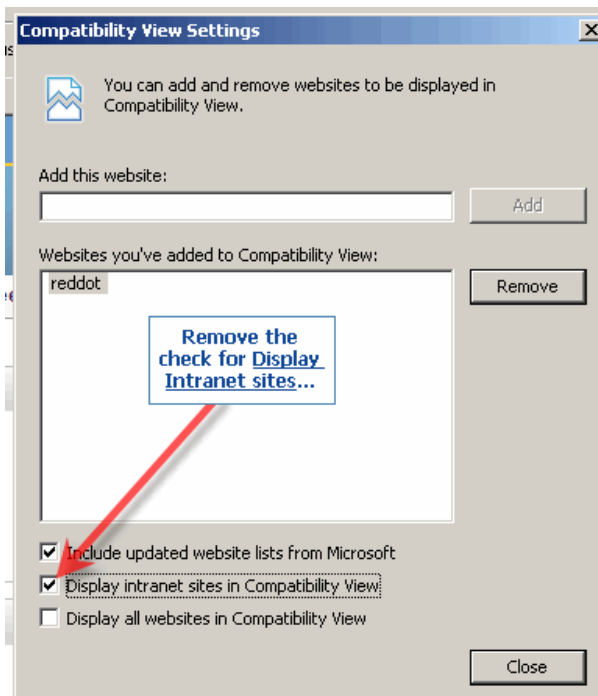 Compatibility View Settings
You can add and remove websites to be displayed in
Compatibility View.
Add this website:
Add
Websites you've added to Compatibility View:
reddot
Remove
Remove the
check for Display
Intranet sites...
Include updated website lists from Microsoft
Display intranet sites in Compatibility View
Display all websites in Compatibility View
Close